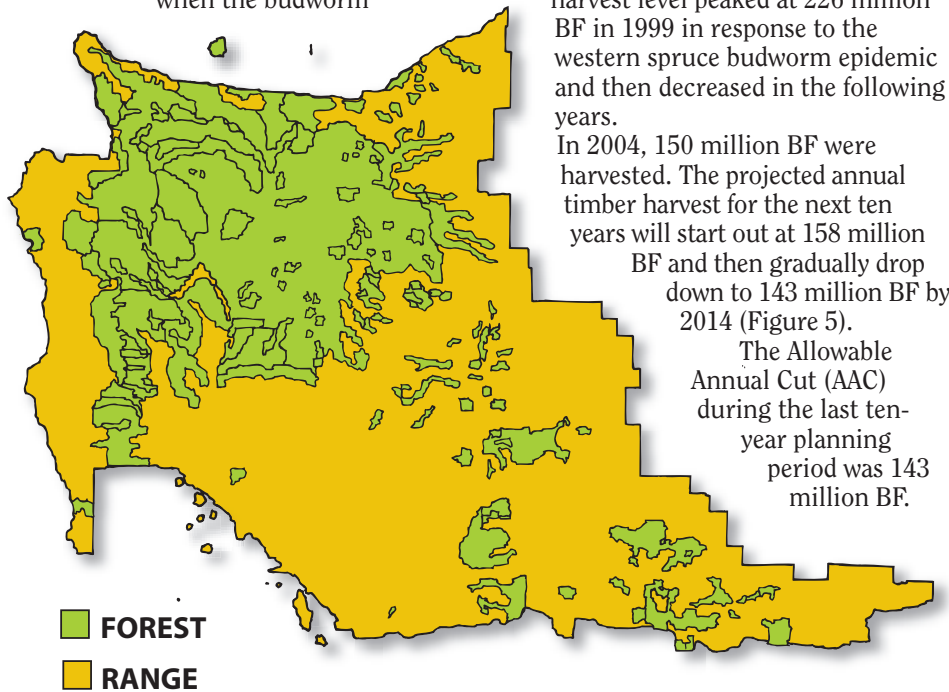 when the budworm
harvest level peaked at 226 million
BF in 1999 in response to the
western spruce budworm epidemic
and then decreased in the following
years.
In 2004, 150 million BF were
harvested. The projected annual
timber harvest for the next ten
years will start out at 158 million
BF and then gradually drop
down to 143 million BF by
2014 (Figure 5).
The Allowable
Annual Cut (AAC)
during the last ten-
year planning
period was 143
million BF.
FOREST
RANGE